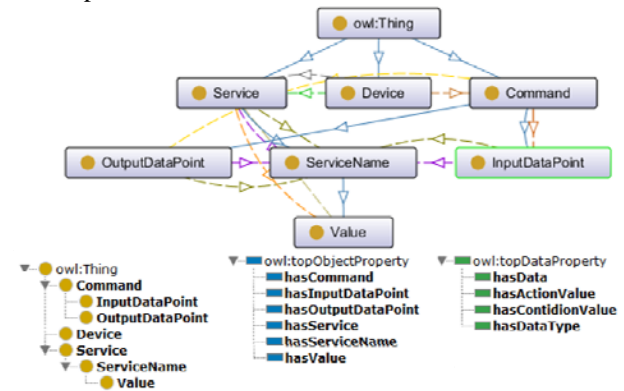 owl:Thing
Service
Device
Command
OutputDataPoint
ServiceName
InputDataPoint
Value
owl:Thing
Command
InputDataPoint
OutputDataPoint
Device
Service
ServiceName
Value
owl:topObjectProperty
hasCommand
hasInputDataPoint
hasOutputDataPoint
hasService
hasServiceName
hasValue
owl:topDataProperty
hasData
hasActionValue
hasContidionValue
hasDataType